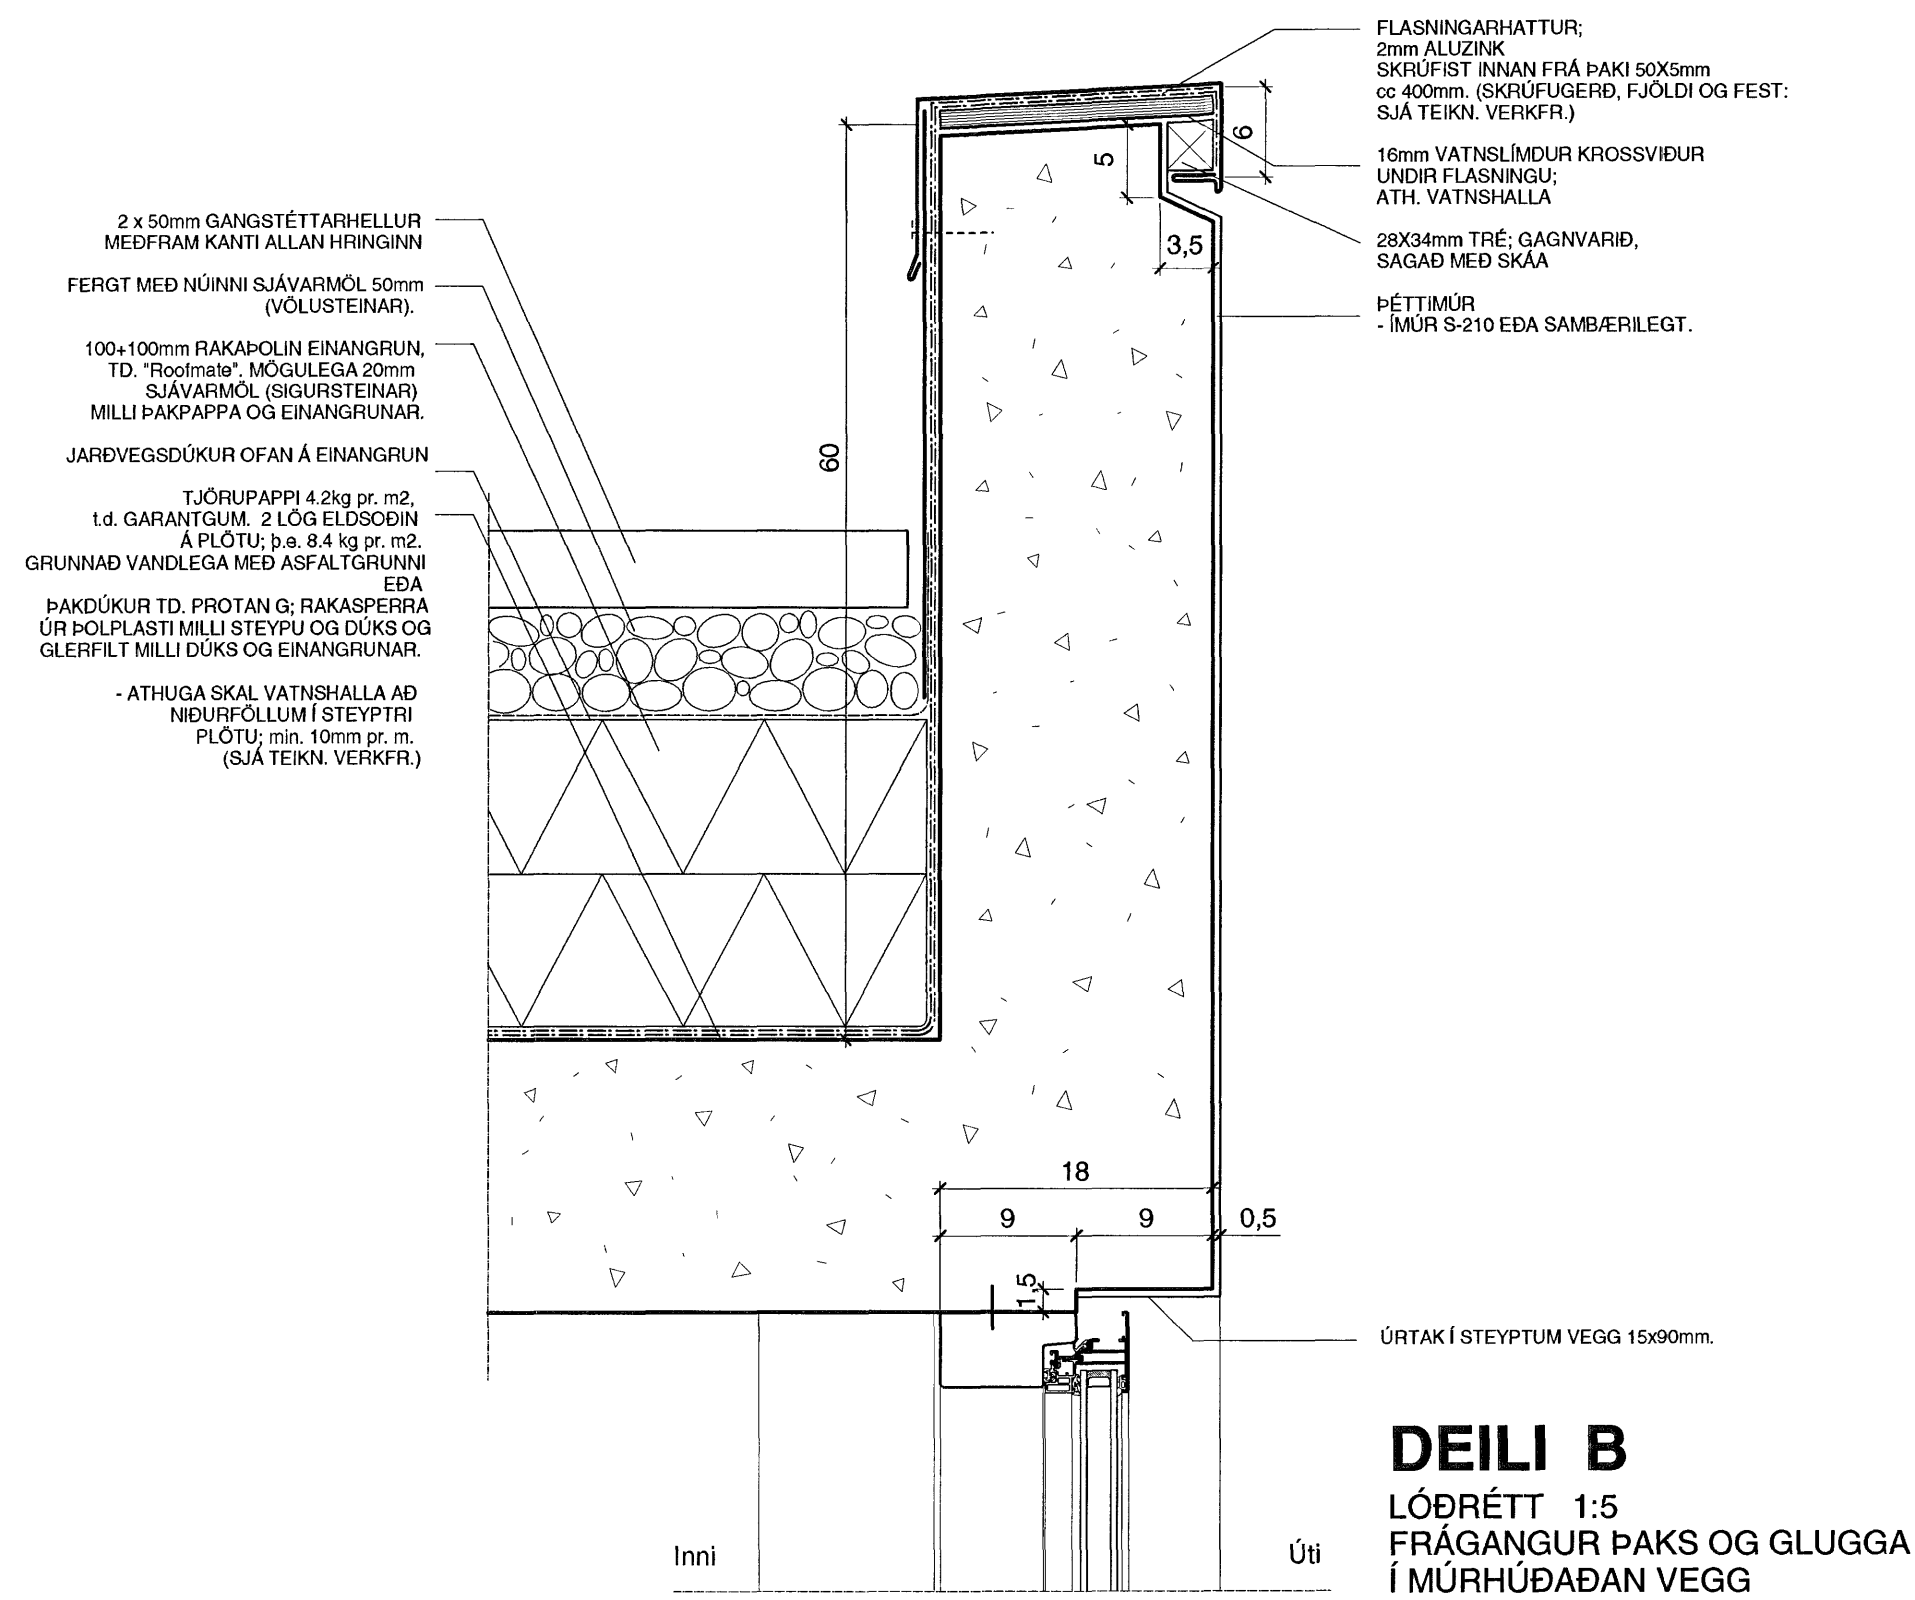 FLASNINGARHATTUR;
2mm ALUZINK
SKRÚFIST INNAN FRÁ ÞAKI 50X5mm
cc 400mm. (SKRÚFUGERÐ, FJÖLDI OG FEST:
SJÁ TEIKN. VERKFR.)
16mm VATNSLÍMDUR KROSSVIÐUR
UNDIR FLASNINGU;
ATH. VATNSHALLA
28X34mm TRÉ; GAGNVARIÐ,
SAGAÐ MEÐ SKÁA
ÞÉTTIMÚR
- ÍMÚR S-210 EÐA SAMBÆRILEGT.
2 x 50mm GANGSTÉTTARHELLUR
MEÐFRAM KANTI ALLAN HRINGINN
FERGT MEÐ NÚINNI SJÁVARMÖL 50mm
(VÖLUSTEINAR).
100+100mm RAKAÞOLIN EINANGRUN,
TD. "Roofmate". MÖGULEGA 20mm
SJÁVARMÖL (SIGURSTEINAR)
MILLI ÞAKPAPPA OG EINANGRUNAR.
JARÐVEGSDÚKUR OFAN Á EINANGRUN
TJÖRUPAPPI 4.2kg pr. m2,
t.d. GARANTGUM. 2 LÖG ELDSOÐIN
Á PLÖTU; þ.e. 8.4 kg pr. m2.
GRUNNAÐ VANDLEGA MEÐ ASFALTGRUNNI
EÐA
ÞAKDÚKUR TD. PROTAN G; RAKASPERRA
ÚR ÞOLPLASTI MILLI STEYPU OG DÚKS OG
GLERFILT MILLI DÚKS OG EINANGRUNAR.
- ATHUGA SKAL VATNSHALLA AÐ
NIÐURFÖLLUM Í STEYPTRI
PLÖTU; min. 10mm pr. m.
(SJÁ TEIKN. VERKFR.)
60
5
6
3,5
18
9
9
0,5
1,5
ÚRTAK Í STEYPTUM VEGG 15x90mm.
Inni
Úti
DEILI B
LÓÐRÉTT 1:5
FRÁGANGUR ÞAKS OG GLUGGA
Í MÚRHÚÐAÐAN VEGG